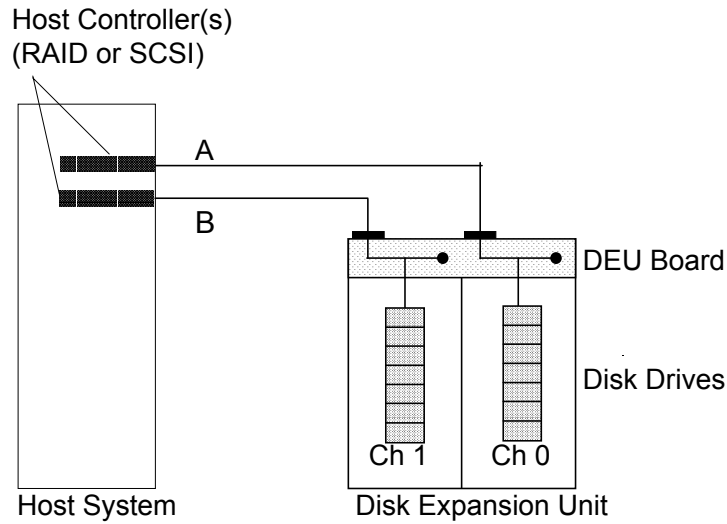 Host Controller(s)
(RAID or SCSI)
A
B
DEU Board
Disk Drives
Ch 1
Ch 0
Host System
Disk Expansion Unit